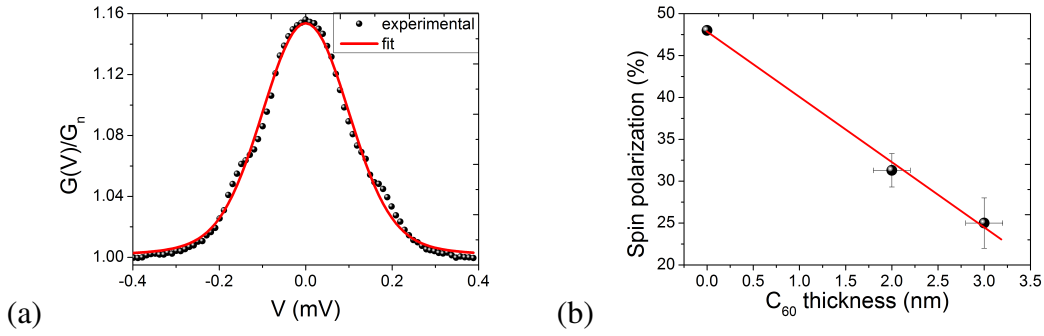 1.16
1.12
1.08
1.04
1.00
G(V)/Gn
experimental
fit
-0.4 -0.2 0.0 0.2 0.4
V (mV)
(a)
50
45
40
35
30
25
20
Spin polarization (%)
0.0 0.5 1.0 1.5 2.0 2.5 3.0 3.5
C60 thickness (nm)
(b)